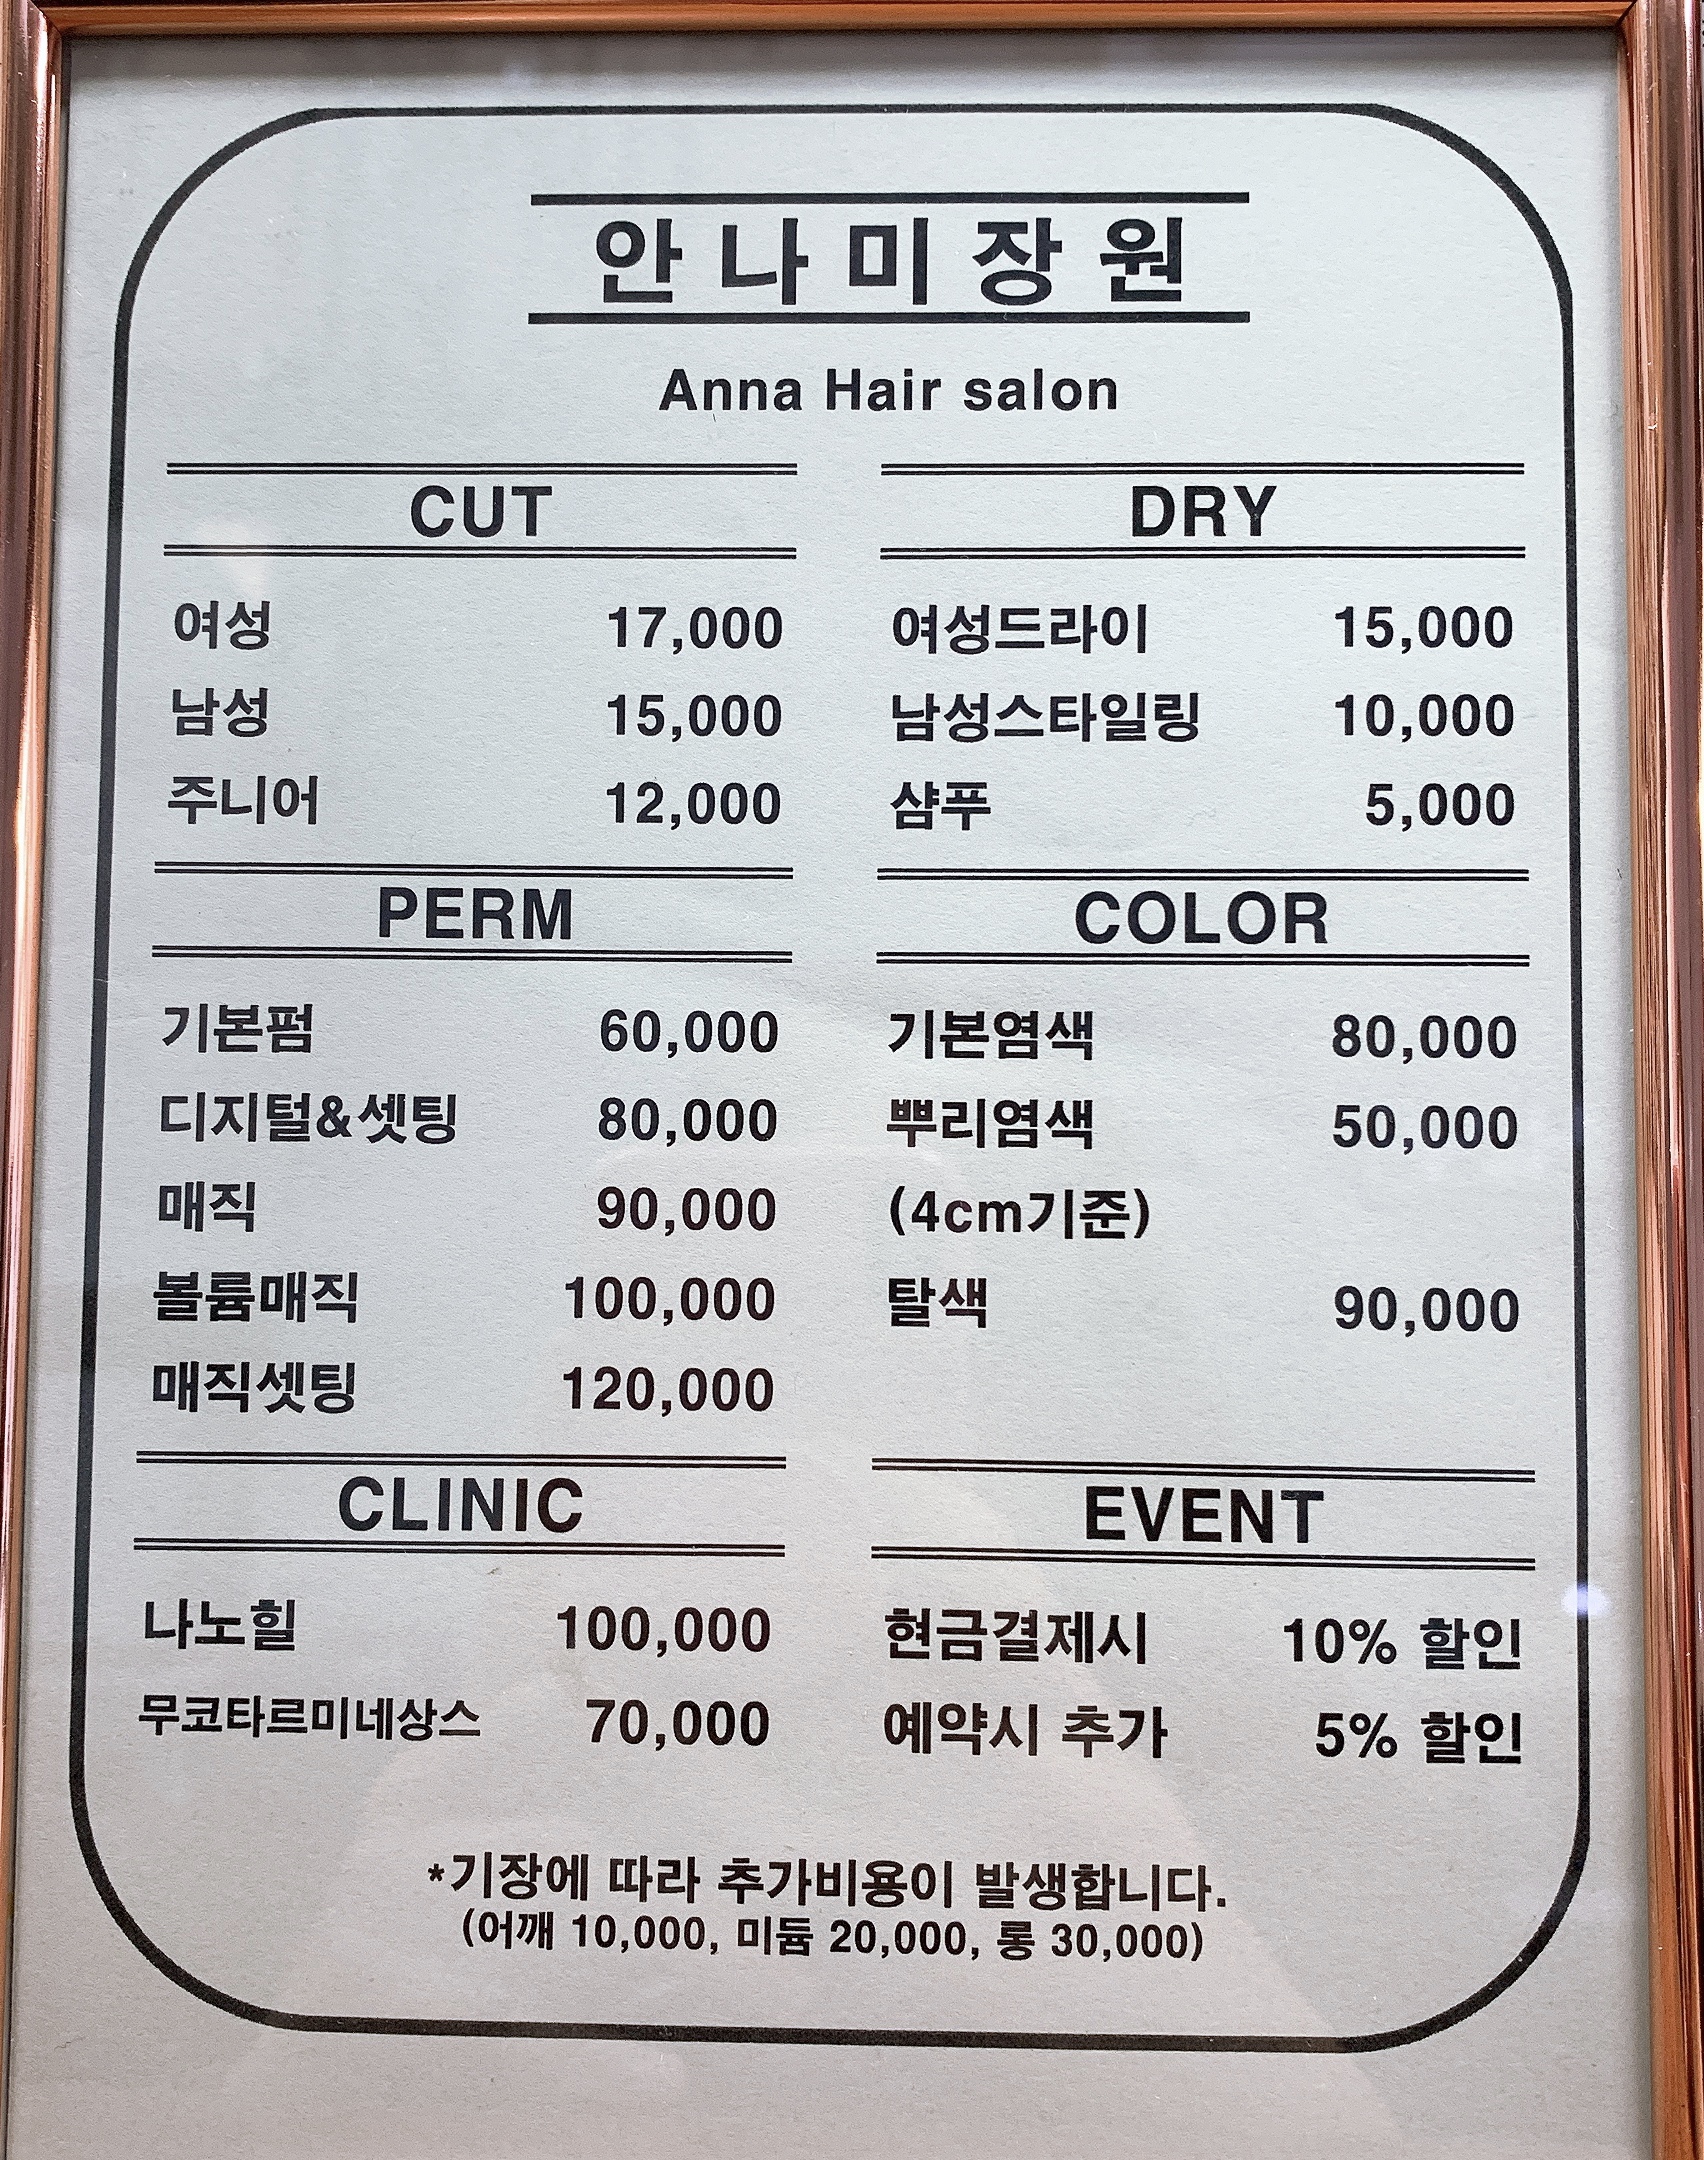 안나미장원
Anna Hair salon
CUT
여성 17,000
남성 15,000
주니어 12,000
DRY
여성드라이 15,000
남성스타일링 10,000
샴푸 5,000
PERM
기본펌 60,000
디지털&셋팅 80,000
매직 90,000
볼륨매직 100,000
매직셋팅 120,000
COLOR
기본염색 80,000
뿌리염색 50,000
(4cm기준)
탈색 90,000
CLINIC
나노힐 100,000
무코타르미네상스 70,000
EVENT
현금결제시 10% 할인
예약시 추가 5% 할인
*기장에 따라 추가비용이 발생합니다.
(어깨 10,000, 미듐 20,000, 롱 30,000)